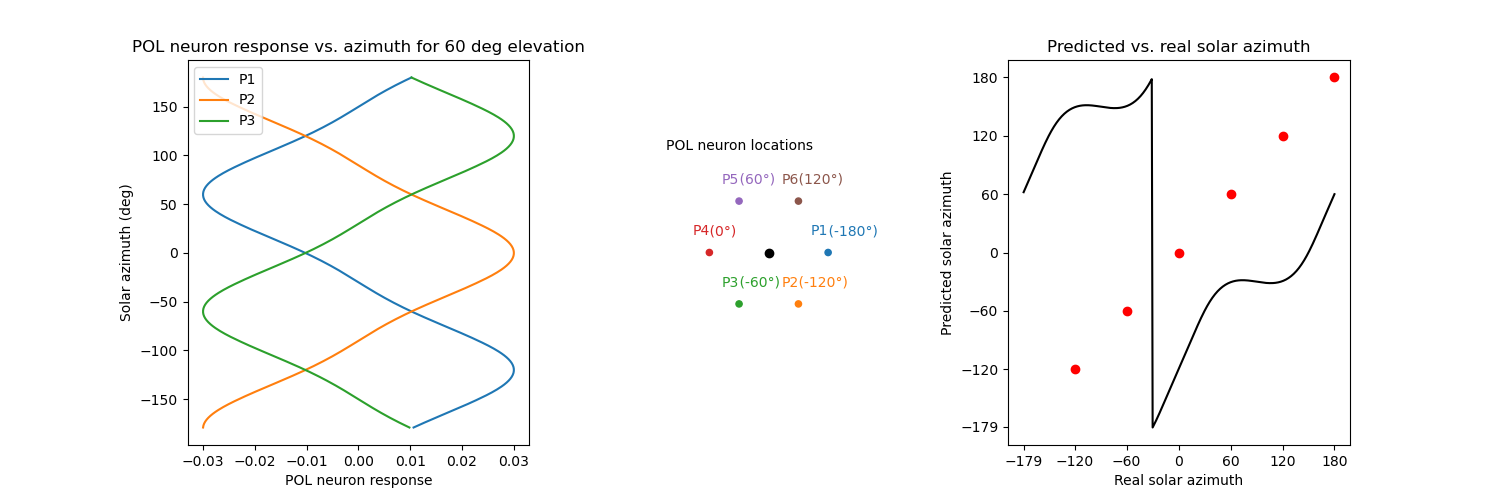 POL neuron response vs. azimuth for 60 deg elevation
P1
P2
P3
Solar azimuth (deg)
150
100
50
0
−50
−100
−150
−0.03 −0.02 −0.01 0.00 0.01 0.02 0.03
POL neuron response
POL neuron locations
P5(60°) P6(120°)
P4(0°) P1(-180°)
P3(-60°) P2(-120°)
Predicted vs. real solar azimuth
Predicted solar azimuth
180
120
60
0
−60
−120
−179
−179 −120 −60 0 60 120 180
Real solar azimuth